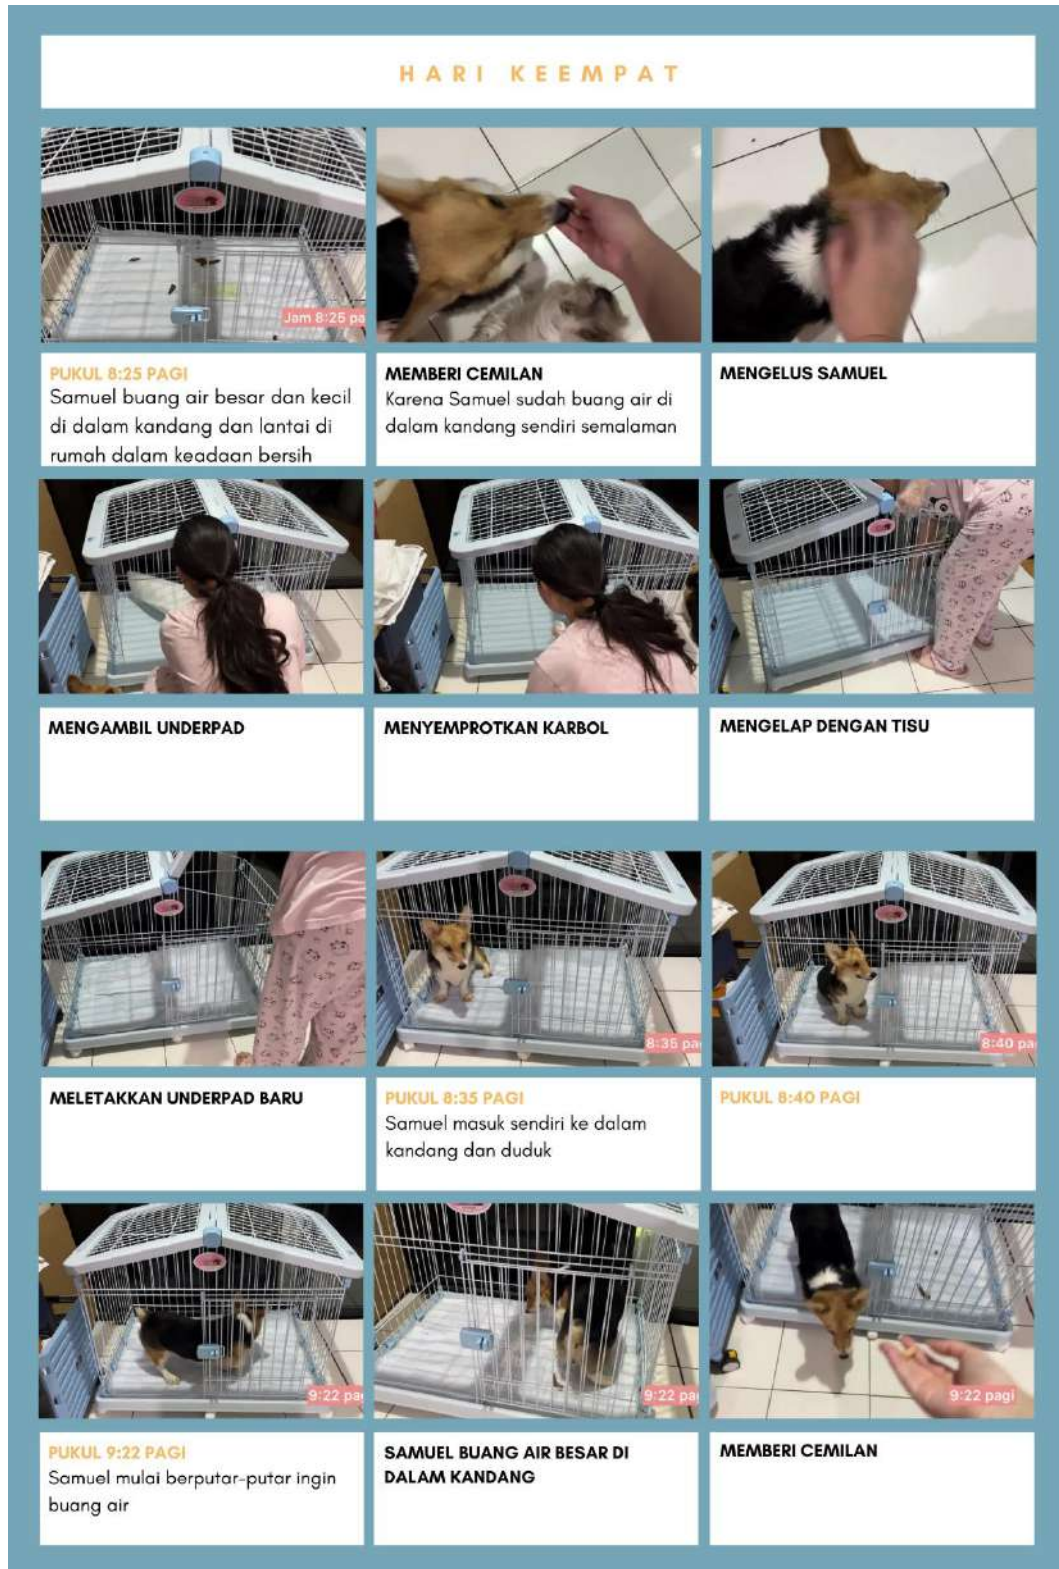 HARI KEEMPAT
Jam 8:25 pa
PUKUL 8:25 PAGI
Samuel buang air besar dan kecil
di dalam kandang dan lantai di
rumah dalam keadaan bersih
MEMBERI CEMILAN
Karena Samuel sudah buang air di
dalam kandang sendiri semalaman
MENGELUS SAMUEL
MENGAMBIL UNDERPAD
MENYEMPROTKAN KARBOL
MENGELAP DENGAN TISU
8:35 pa
8:40 pa
MELETAKKAN UNDERPAD BARU
PUKUL 8:35 PAGI
Samuel masuk sendiri ke dalam
kandang dan duduk
PUKUL 8:40 PAGI
9:22 pa
9:22 pa
9:22 pagi
PUKUL 9:22 PAGI
Samuel mulai berputar-putar ingin
buang air
SAMUEL BUANG AIR BESAR DI
DALAM KANDANG
MEMBERI CEMILAN